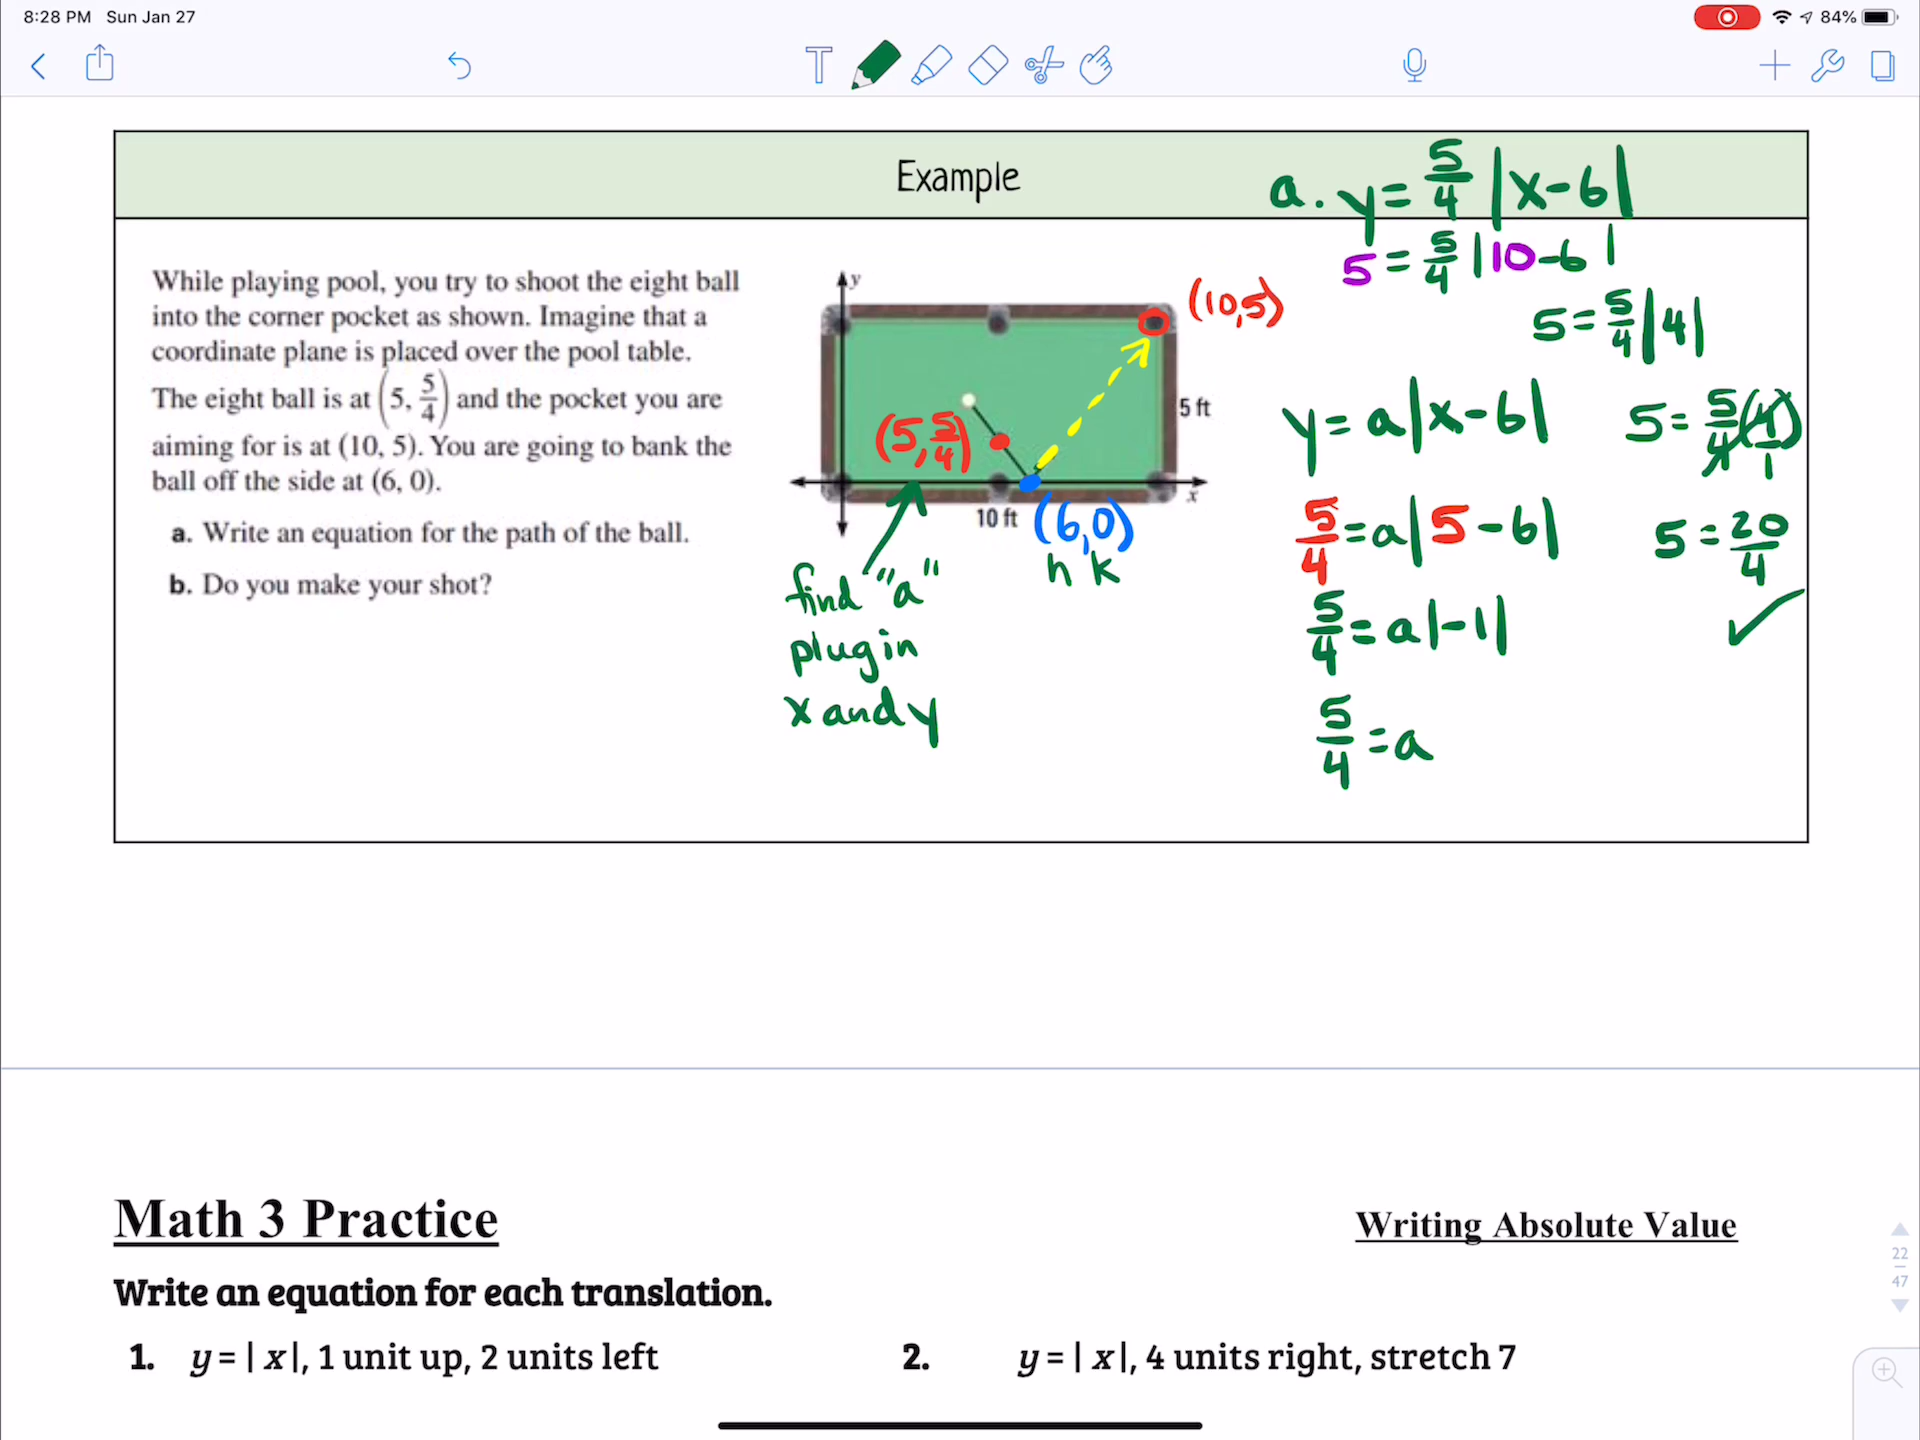 8:28 PM Sun Jan 27
84%
Example
While playing pool, you try to shoot the eight ball
into the corner pocket as shown. Imagine that a
coordinate plane is placed over the pool table.
The eight ball is at (5, 5/4) and the pocket you are
aiming for is at (10, 5). You are going to bank the
ball off the side at (6, 0).
a. Write an equation for the path of the ball.
b. Do you make your shot?
y
(10,5)
5 ft
(5, 5/4)
x
10 ft
(6,0)
h k
find "a"
plug in
x and y
a. y = 5/4 |x-6|
5 = 5/4 |10-6|
5 = 5/4 |4|
5 = 5/4 (4/1)
5 = 20/4
✓
y = a|x-6|
5/4 = a|5-6|
5/4 = a|-1|
5/4 = a
Math 3 Practice
Writing Absolute Value
Write an equation for each translation.
1. y = | x |, 1 unit up, 2 units left
2. y = | x |, 4 units right, stretch 7
22
47